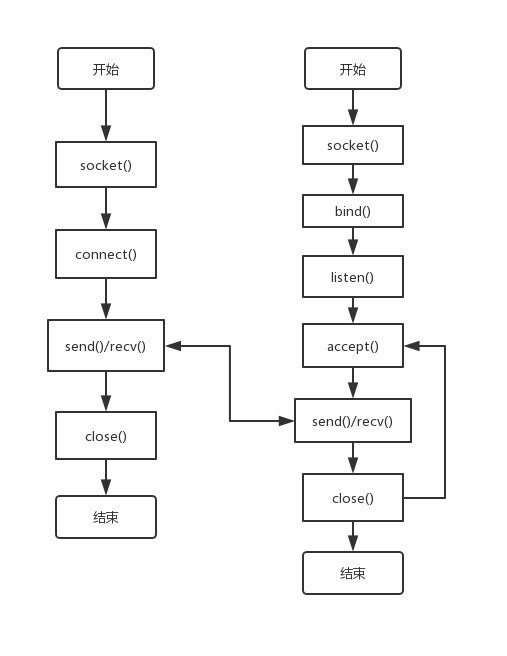 开始
socket()
connect()
send()/recv()
close()
结束
开始
socket()
bind()
listen()
accept()
send()/recv()
close()
结束